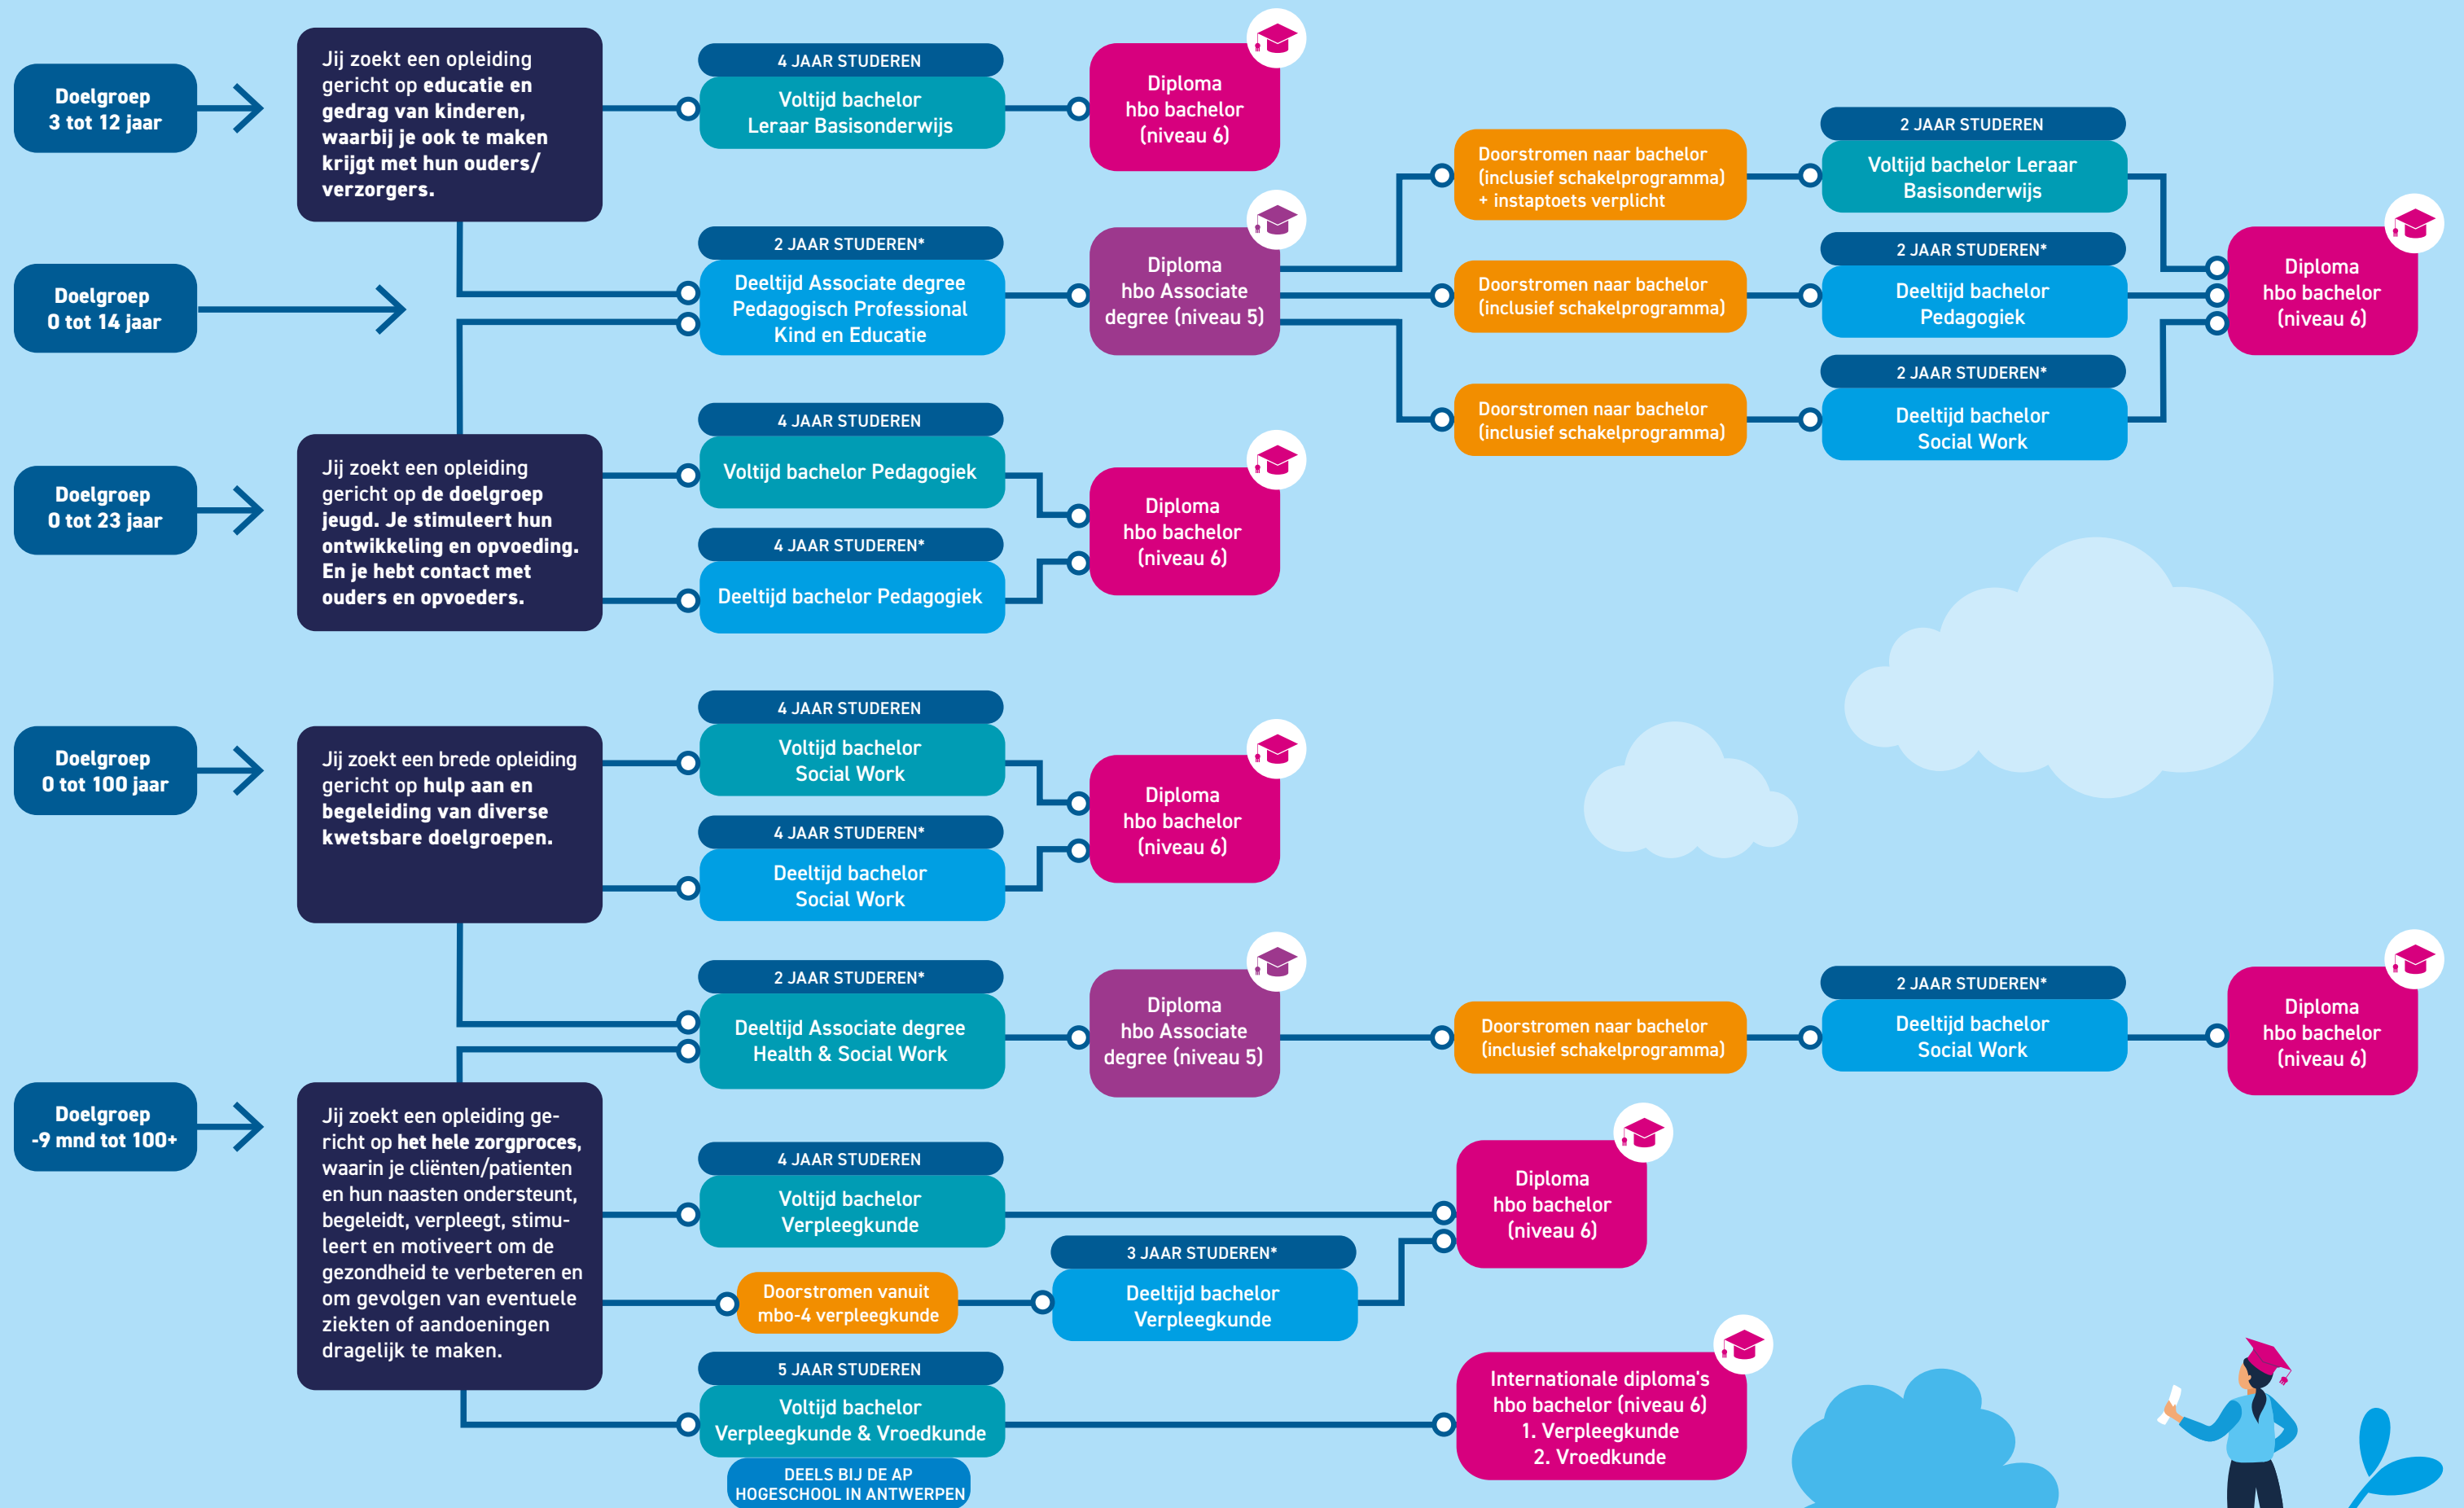 Doelgroep
3 tot 12 jaar
Jij zoekt een opleiding
gericht op educatie en
gedrag van kinderen,
waarbij je ook te maken
krijgt met hun ouders/
verzorgers.
4 JAAR STUDEREN
Voltijd bachelor
Leraar Basisonderwijs
Diploma
hbo bachelor
(niveau 6)
Doelgroep
0 tot 14 jaar
2 JAAR STUDEREN*
Deeltijd Associate degree
Pedagogisch Professional
Kind en Educatie
Diploma
hbo Associate
degree (niveau 5)
Doorstromen naar bachelor
(inclusief schakelprogramma)
+ instaptoets verplicht
2 JAAR STUDEREN
Voltijd bachelor Leraar
Basisonderwijs
Doorstromen naar bachelor
(inclusief schakelprogramma)
2 JAAR STUDEREN*
Deeltijd bachelor
Pedagogiek
Doorstromen naar bachelor
(inclusief schakelprogramma)
2 JAAR STUDEREN*
Deeltijd bachelor
Social Work
Diploma
hbo bachelor
(niveau 6)
Doelgroep
0 tot 23 jaar
Jij zoekt een opleiding
gericht op de doelgroep
jeugd. Je stimuleert hun
ontwikkeling en opvoeding.
En je hebt contact met
ouders en opvoeders.
4 JAAR STUDEREN
Voltijd bachelor Pedagogiek
4 JAAR STUDEREN*
Deeltijd bachelor Pedagogiek
Diploma
hbo bachelor
(niveau 6)
Doelgroep
0 tot 100 jaar
Jij zoekt een brede opleiding
gericht op hulp aan en
begeleiding van diverse
kwetsbare doelgroepen.
4 JAAR STUDEREN
Voltijd bachelor
Social Work
4 JAAR STUDEREN*
Deeltijd bachelor
Social Work
Diploma
hbo bachelor
(niveau 6)
2 JAAR STUDEREN*
Deeltijd Associate degree
Health & Social Work
Diploma
hbo Associate
degree (niveau 5)
Doorstromen naar bachelor
(inclusief schakelprogramma)
2 JAAR STUDEREN*
Deeltijd bachelor
Social Work
Diploma
hbo bachelor
(niveau 6)
Doelgroep
-9 mnd tot 100+
Jij zoekt een opleiding ge-
richt op het hele zorgproces,
waarin je cliënten/patienten
en hun naasten ondersteunt,
begeleidt, verpleegt, stimu-
leert en motiveert om de
gezondheid te verbeteren en
om gevolgen van eventuele
ziekten of aandoeningen
dragelijk te maken.
4 JAAR STUDEREN
Voltijd bachelor
Verpleegkunde
Doorstromen vanuit
mbo-4 verpleegkunde
3 JAAR STUDEREN*
Deeltijd bachelor
Verpleegkunde
Diploma
hbo bachelor
(niveau 6)
5 JAAR STUDEREN
Voltijd bachelor
Verpleegkunde & Vroedkunde
DEELS BIJ DE AP
HOGESCHOOL IN ANTWERPEN
Internationale diploma's
hbo bachelor (niveau 6)
1. Verpleegkunde
2. Vroedkunde